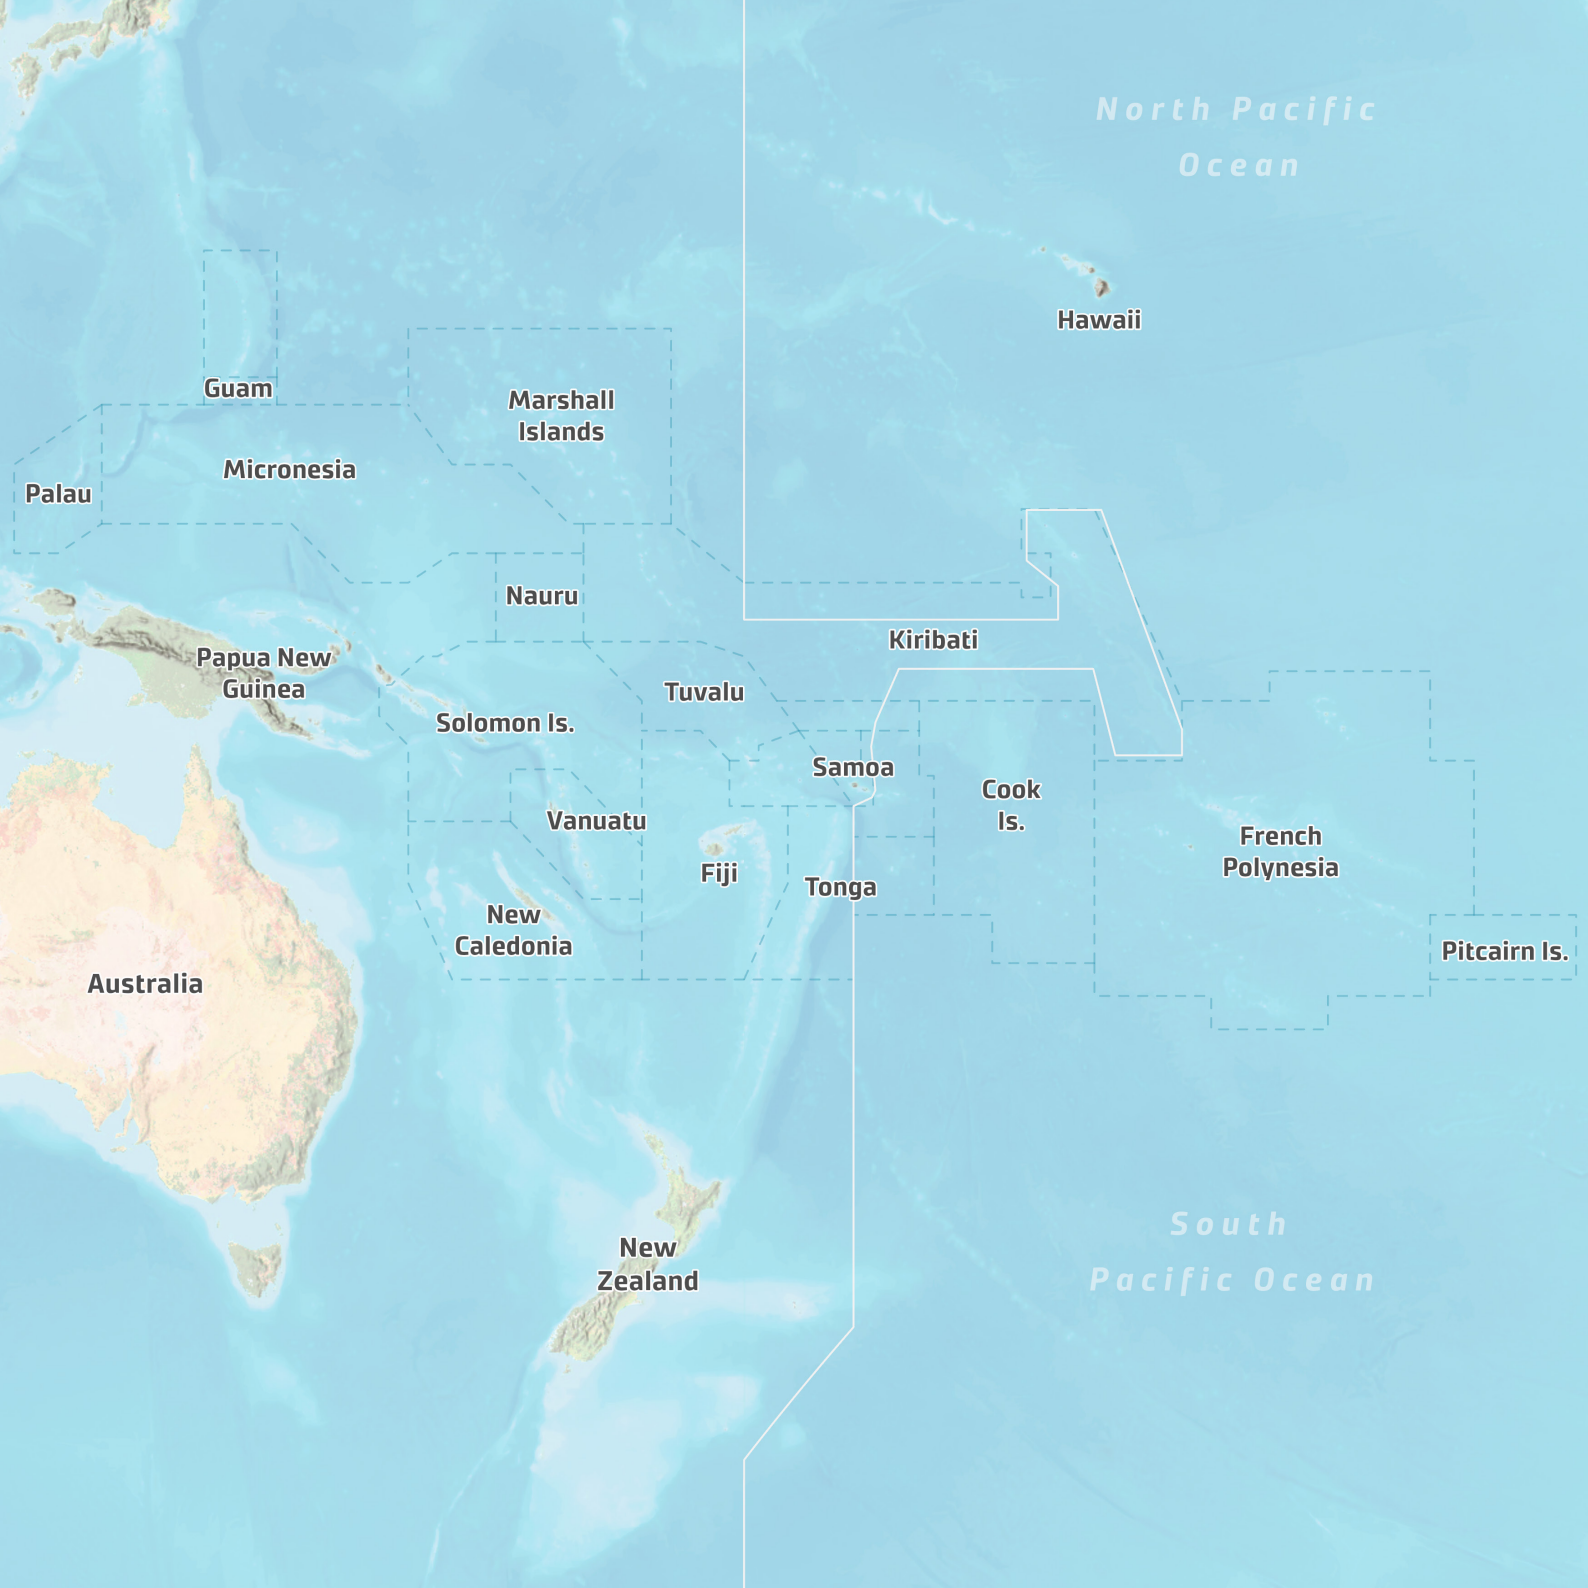 North Pacific
Ocean
Hawaii
Guam
Marshall
Islands
Micronesia
Palau
Nauru
Kiribati
Papua New
Guinea
Tuvalu
Solomon Is.
Samoa
Cook
Is.
Vanuatu
French
Polynesia
Fiji
Tonga
New
Caledonia
Pitcairn Is.
Australia
South
Pacific Ocean
New
Zealand